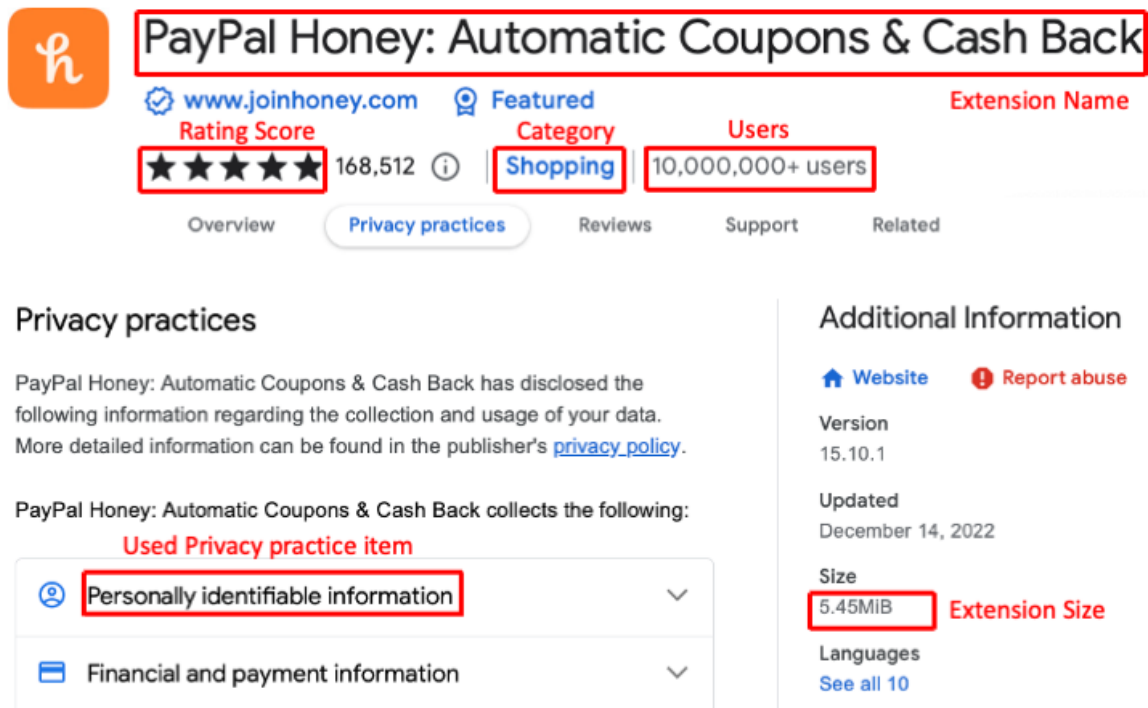 PayPal Honey: Automatic Coupons & Cash Back
www.joinhoney.com Featured Extension Name
Rating Score Category Users
168,512 Shopping 10,000,000+ users
Overview Privacy practices Reviews Support Related
Privacy practices
PayPal Honey: Automatic Coupons & Cash Back has disclosed the
following information regarding the collection and usage of your data.
More detailed information can be found in the publisher's privacy policy.
PayPal Honey: Automatic Coupons & Cash Back collects the following:
Used Privacy practice item
Personally identifiable information
Financial and payment information
Additional Information
Website Report abuse
Version
15.10.1
Updated
December 14, 2022
Size
5.45MiB Extension Size
Languages
See all 10